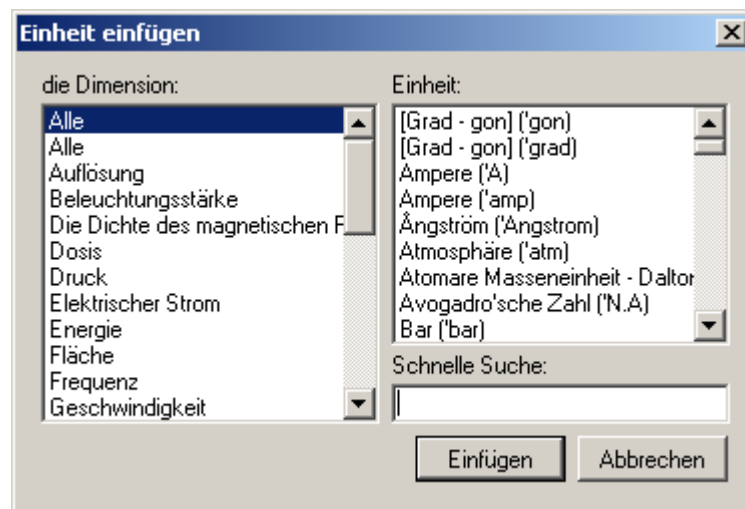 Einheit einfügen
die Dimension:
Alle
Alle
Auflösung
Beleuchtungsstärke
Die Dichte des magnetischen F
Dosis
Druck
Elektrischer Strom
Energie
Fläche
Frequenz
Geschwindigkeit
Einheit:
[Grad - gon] ('gon)
[Grad - gon] ('grad)
Ampere ('A)
Ampere ('amp)
Ångström ('Angstrom)
Atmosphäre ('atm)
Atomare Masseneinheit - Dalton
Avogadro'sche Zahl ('N.A)
Bar ('bar)
Schnelle Suche:
Einfügen
Abbrechen